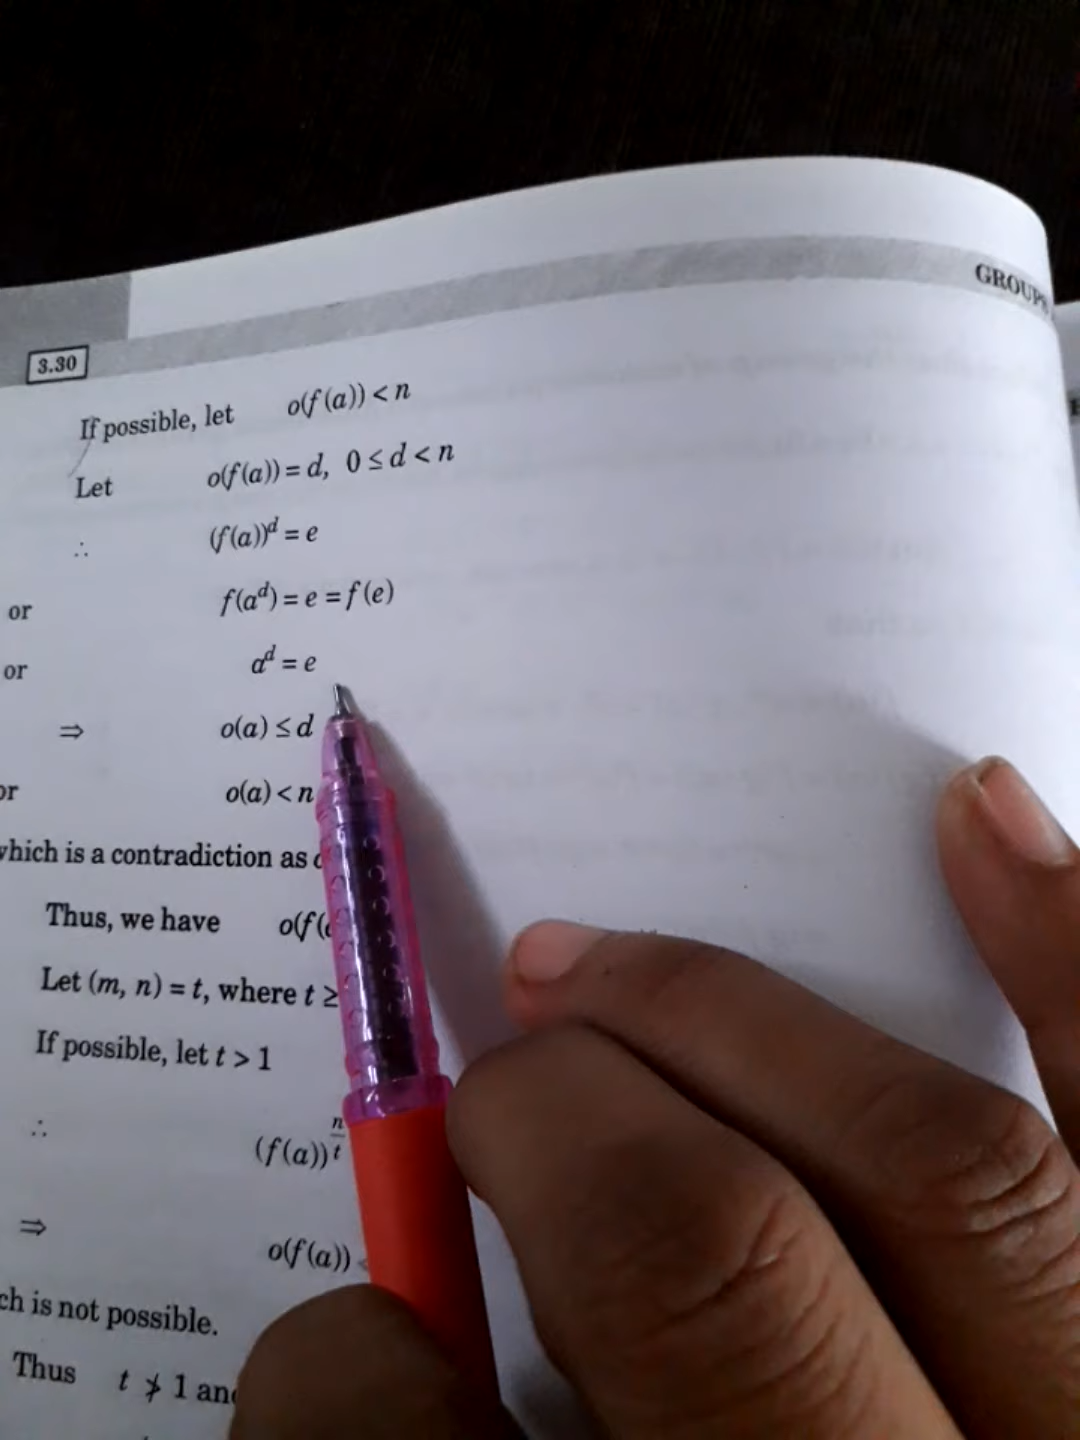 GROUPS
3.30
If possible, let o(f(a)) < n
Let o(f(a)) = d, 0 ≤ d < n
∴ (f(a))^d = e
or f(a^d) = e = f(e)
or a^d = e
⇒ o(a) ≤ d
or o(a) < n
which is a contradiction as
Thus, we have o(f(
Let (m, n) = t, where t ≥
If possible, let t > 1
∴ (f(a))^(n/t)
⇒ o(f(a))
ch is not possible.
Thus t ≯ 1 and